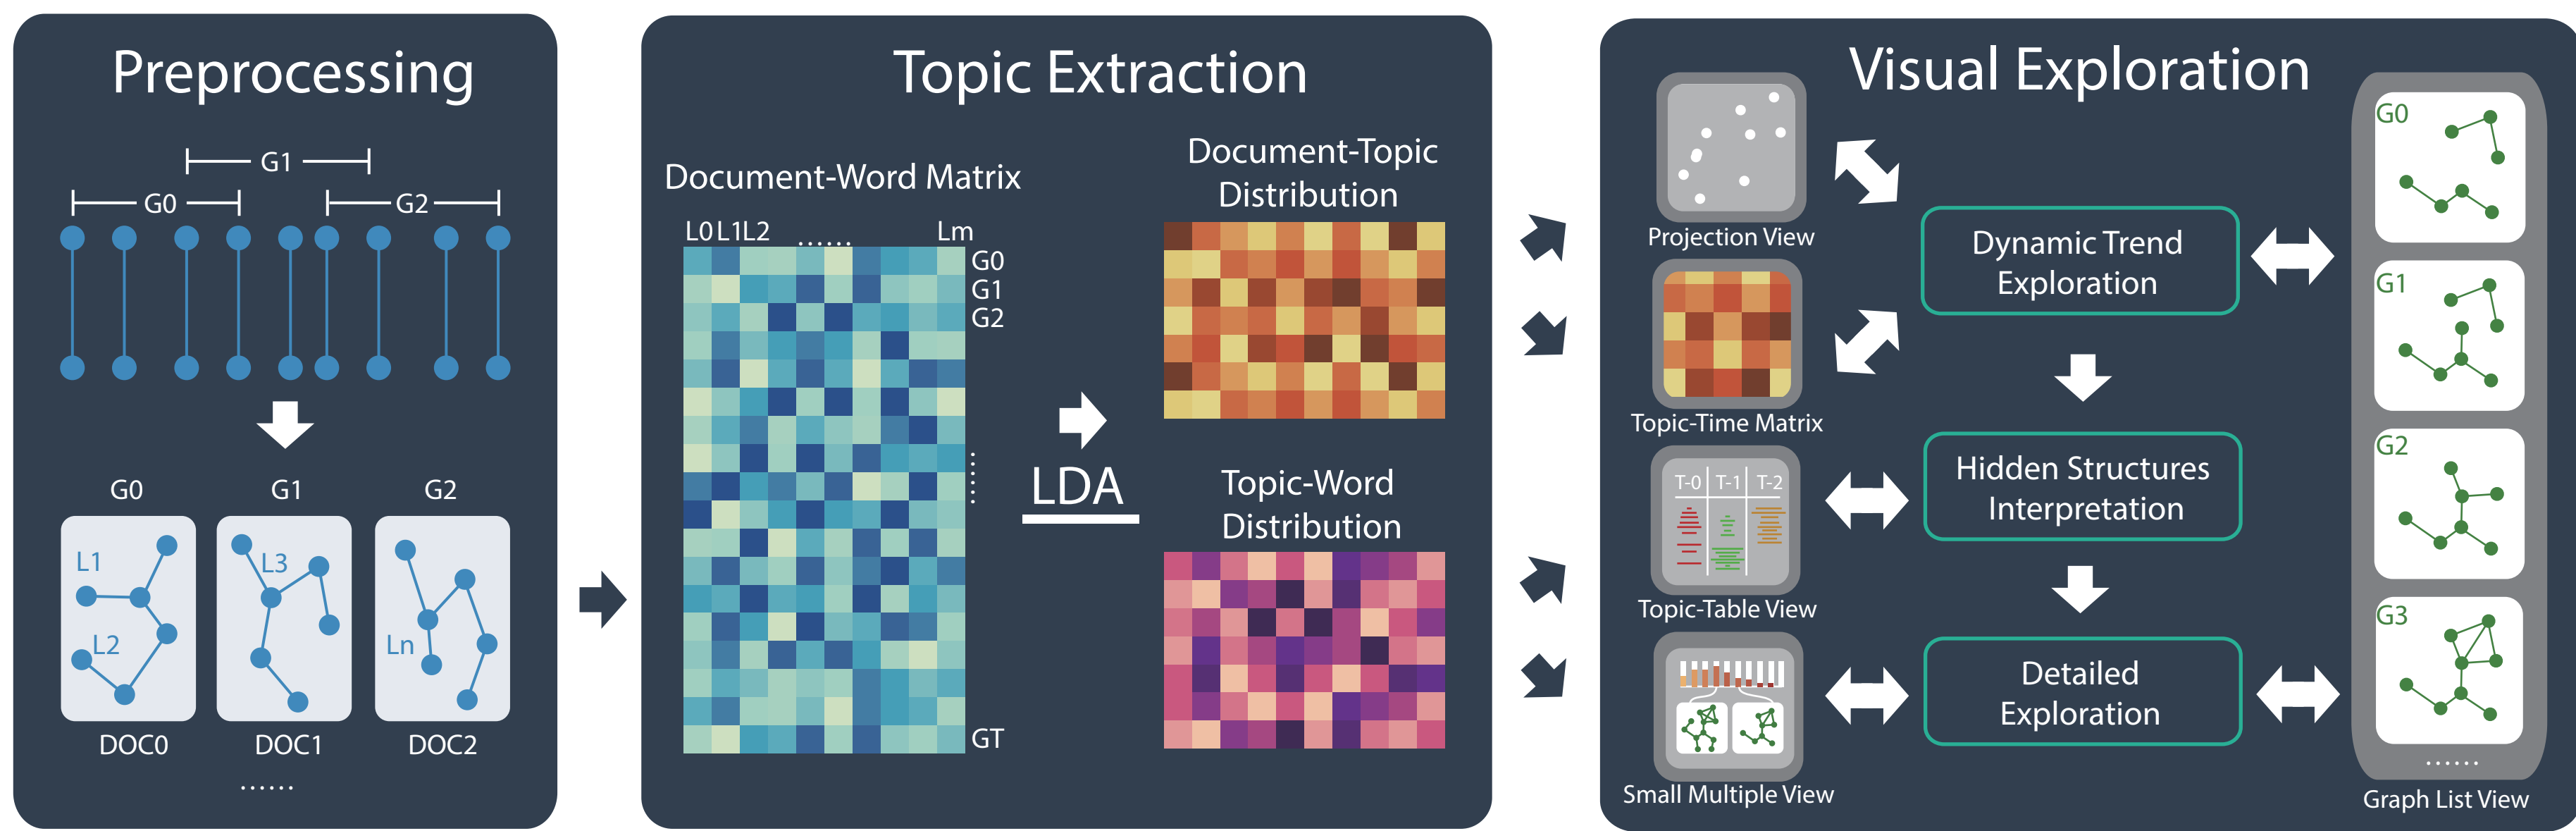 Preprocessing
G1
G0
G2
G0
G1
G2
L1
L2
L3
Ln
DOC0
DOC1
DOC2
......
Topic Extraction
Document-Word Matrix
L0 L1 L2 ...... Lm
G0
G1
G2
......
GT
LDA
Document-Topic
Distribution
Topic-Word
Distribution
Visual Exploration
Projection View
Topic-Time Matrix
T-0 T-1 T-2
Topic-Table View
Small Multiple View
Dynamic Trend
Exploration
Hidden Structures
Interpretation
Detailed
Exploration
G0
G1
G2
G3
......
Graph List View